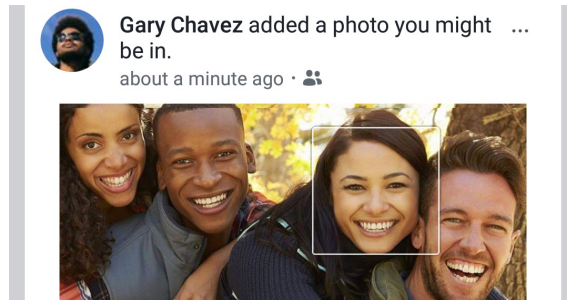 Gary Chavez added a photo you might ...
be in.
about a minute ago ·